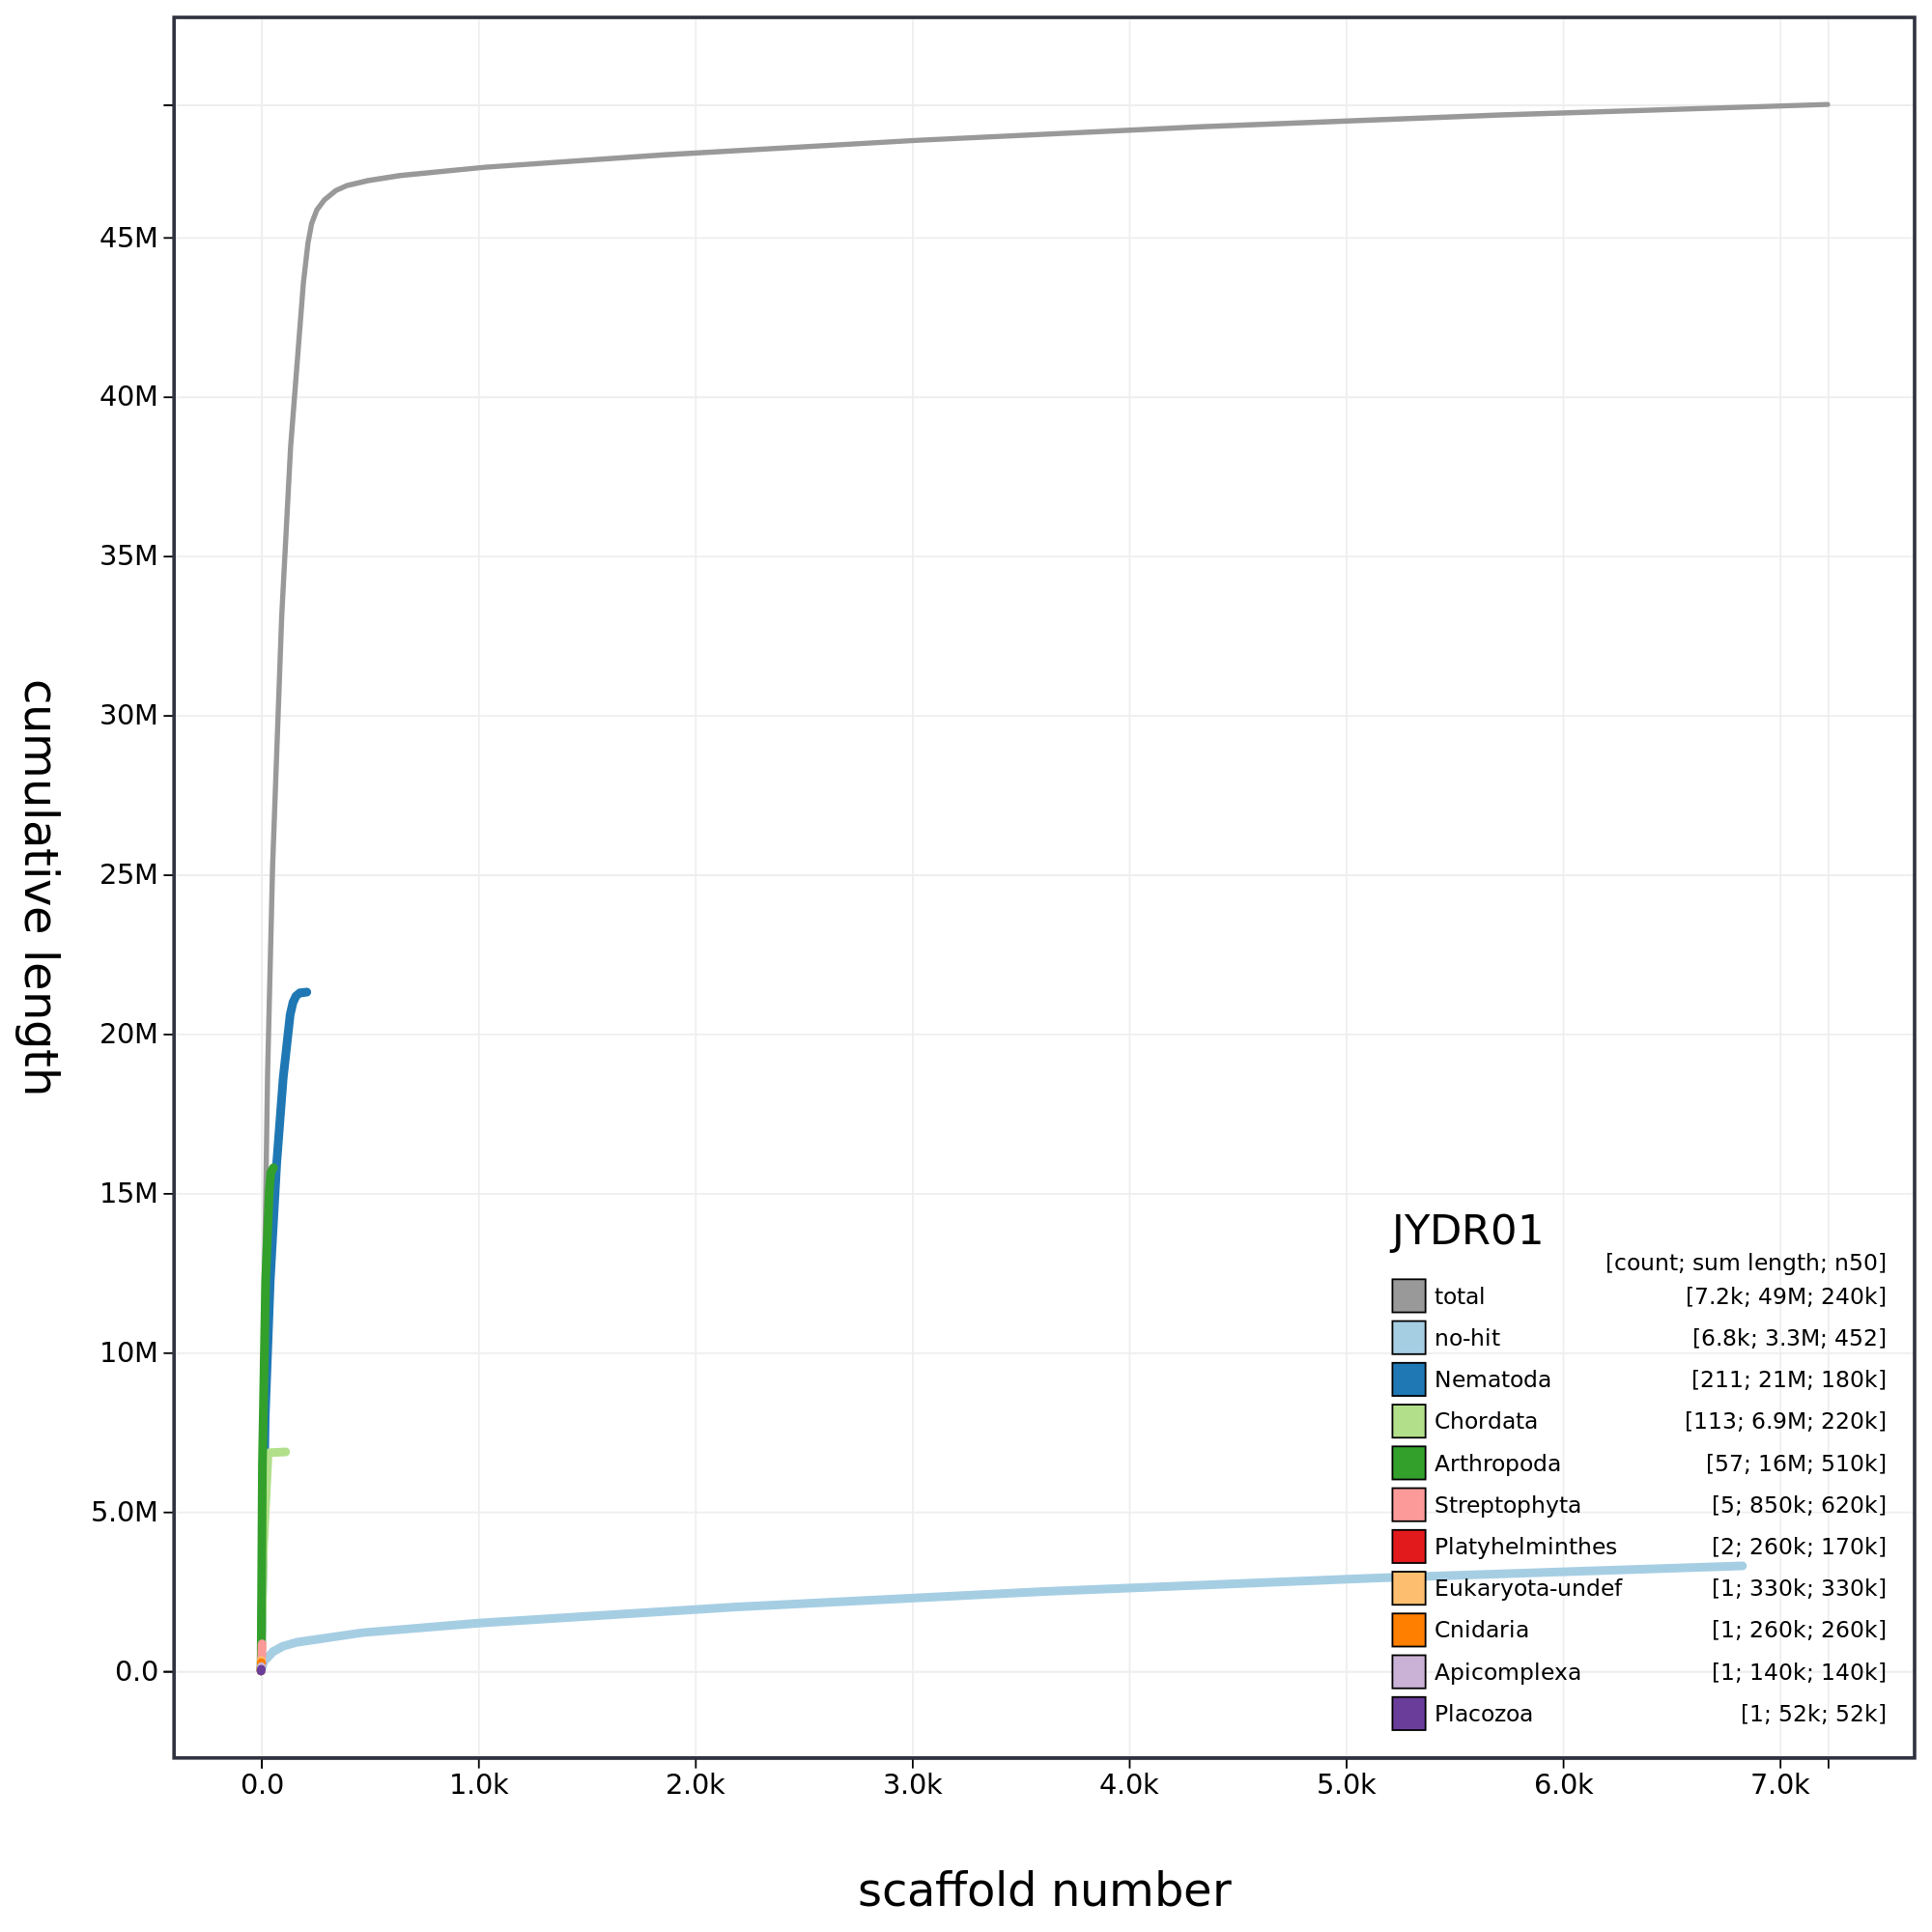 45M
40M
35M
30M
25M
20M
15M
10M
5.0M
0.0
cumulative length
JYDR01
[count; sum length; n50]
total [7.2k; 49M; 240k]
no-hit [6.8k; 3.3M; 452]
Nematoda [211; 21M; 180k]
Chordata [113; 6.9M; 220k]
Arthropoda [57; 16M; 510k]
Streptophyta [5; 850k; 620k]
Platyhelminthes [2; 260k; 170k]
Eukaryota-undef [1; 330k; 330k]
Cnidaria [1; 260k; 260k]
Apicomplexa [1; 140k; 140k]
Placozoa [1; 52k; 52k]
0.0 1.0k 2.0k 3.0k 4.0k 5.0k 6.0k 7.0k
scaffold number